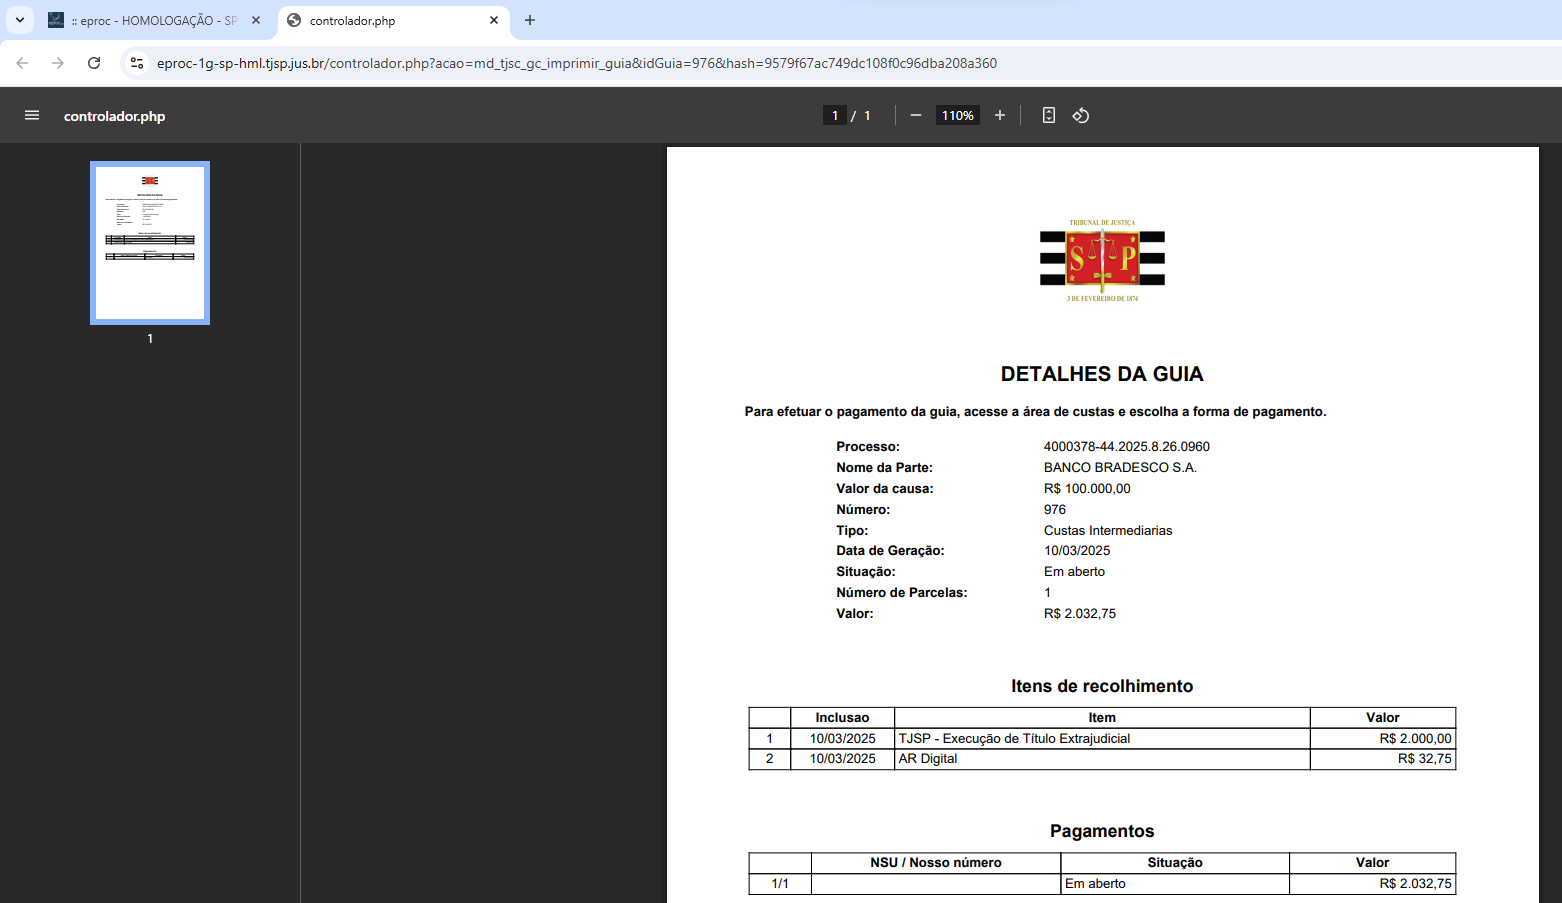 :: eproc - HOMOLOGAÇÃO - SP
controlador.php
eproc-1g-sp-hml.tjsp.jus.br/controlador.php?acao=md_tjsc_gc_imprimir_guia&idGuia=976&hash=9579f67ac749dc108f0c96dba208a360
controlador.php
1 / 1
110%
1
TRIBUNAL DE JUSTIÇA
S P
3 DE FEVEREIRO DE 1874
DETALHES DA GUIA
Para efetuar o pagamento da guia, acesse a área de custas e escolha a forma de pagamento.
Processo: 4000378-44.2025.8.26.0960
Nome da Parte: BANCO BRADESCO S.A.
Valor da causa: R$ 100.000,00
Número: 976
Tipo: Custas Intermediarias
Data de Geração: 10/03/2025
Situação: Em aberto
Número de Parcelas: 1
Valor: R$ 2.032,75
Itens de recolhimento
Inclusao Item Valor
1 10/03/2025 TJSP - Execução de Título Extrajudicial R$ 2.000,00
2 10/03/2025 AR Digital R$ 32,75
Pagamentos
NSU / Nosso número Situação Valor
1/1 Em aberto R$ 2.032,75